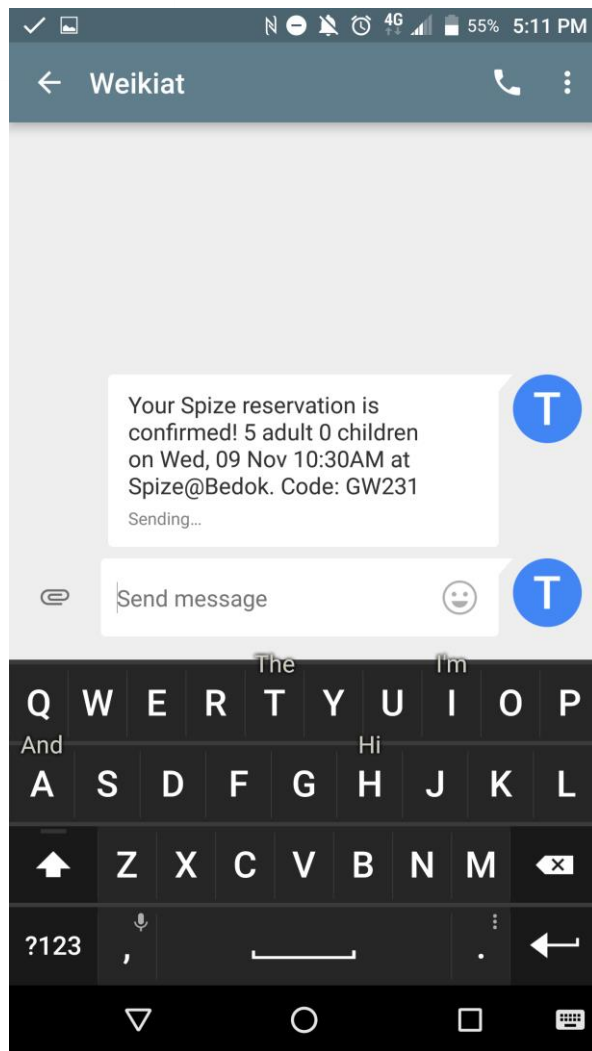 4G 55% 5:11 PM
Weikiat
Your Spize reservation is
confirmed! 5 adult 0 children
on Wed, 09 Nov 10:30AM at
Spize@Bedok. Code: GW231
Sending...
T
Send message
T
The I'm
Q W E R T Y U I O P
And Hi
A S D F G H J K L
Z X C V B N M
?123 , .